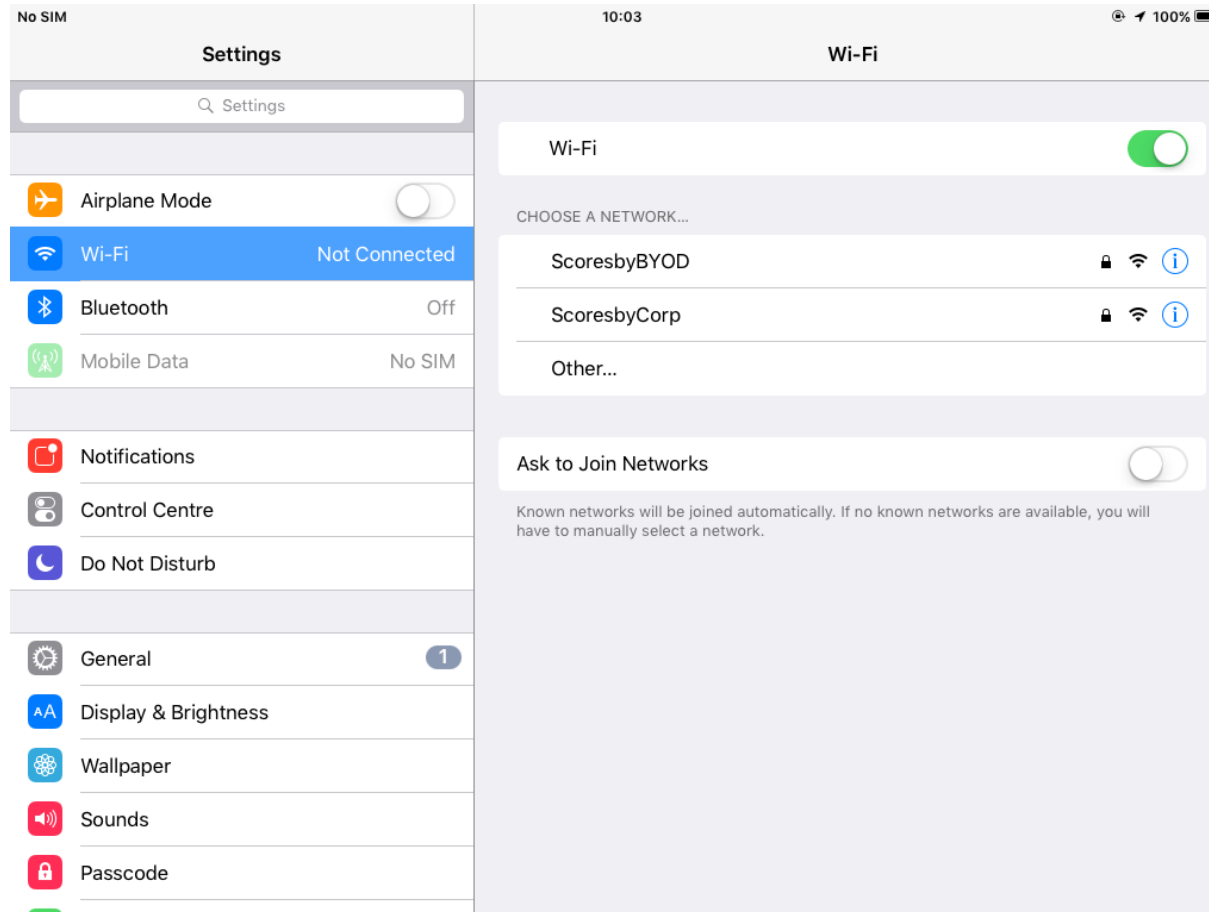 No SIM
10:03
100%
Settings
Wi-Fi
Settings
Airplane Mode
Wi-Fi Not Connected
Bluetooth Off
Mobile Data No SIM
Notifications
Control Centre
Do Not Disturb
General 1
AA Display & Brightness
Wallpaper
Sounds
Passcode
Wi-Fi
CHOOSE A NETWORK...
ScoresbyBYOD
ScoresbyCorp
Other...
Ask to Join Networks
Known networks will be joined automatically. If no known networks are available, you will
have to manually select a network.